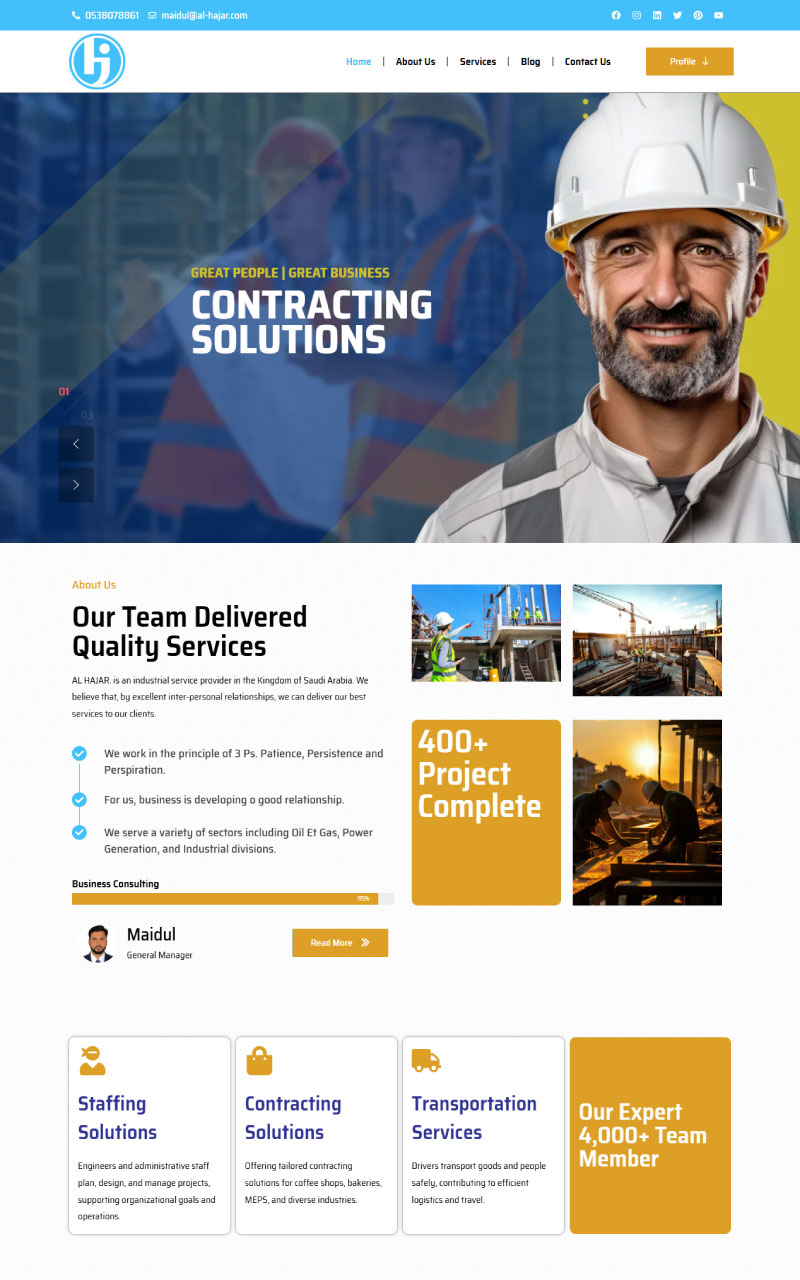 0538078861 maidul@al-hajar.com
Home | About Us | Services | Blog | Contact Us
Profile
GREAT PEOPLE | GREAT BUSINESS
CONTRACTING
SOLUTIONS
01
03
About Us
Our Team Delivered
Quality Services
AL HAJAR. is an industrial service provider in the Kingdom of Saudi Arabia. We
believe that, by excellent inter-personal relationships, we can deliver our best
services to our clients.
We work in the principle of 3 Ps. Patience, Persistence and
Perspiration.
For us, business is developing o good relationship.
We serve a variety of sectors including Oil Et Gas, Power
Generation, and Industrial divisions.
Business Consulting
95%
Maidul
General Manager
Read More
400+
Project
Complete
Staffing
Solutions
Engineers and administrative staff
plan, design, and manage projects,
supporting organizational goals and
operations.
Contracting
Solutions
Offering tailored contracting
solutions for coffee shops, bakeries,
MEPS, and diverse industries.
Transportation
Services
Drivers transport goods and people
safely, contributing to efficient
logistics and travel.
Our Expert
4,000+ Team
Member